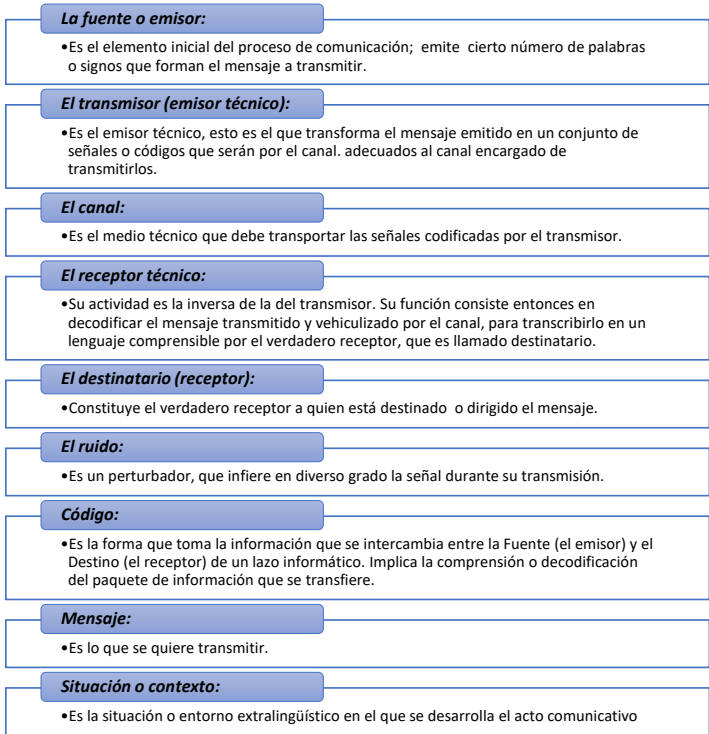 La fuente o emisor:
•Es el elemento inicial del proceso de comunicación; emite cierto número de palabras
o signos que forman el mensaje a transmitir.
El transmisor (emisor técnico):
•Es el emisor técnico, esto es el que transforma el mensaje emitido en un conjunto de
señales o códigos que serán por el canal. adecuados al canal encargado de
transmitirlos.
El canal:
•Es el medio técnico que debe transportar las señales codificadas por el transmisor.
El receptor técnico:
•Su actividad es la inversa de la del transmisor. Su función consiste entonces en
decodificar el mensaje transmitido y vehiculizado por el canal, para transcribirlo en un
lenguaje comprensible por el verdadero receptor, que es llamado destinatario.
El destinatario (receptor):
•Constituye el verdadero receptor a quien está destinado o dirigido el mensaje.
El ruido:
•Es un perturbador, que infiere en diverso grado la señal durante su transmisión.
Código:
•Es la forma que toma la información que se intercambia entre la Fuente (el emisor) y el
Destino (el receptor) de un lazo informático. Implica la comprensión o decodificación
del paquete de información que se transfiere.
Mensaje:
•Es lo que se quiere transmitir.
Situación o contexto:
•Es la situación o entorno extralingüístico en el que se desarrolla el acto comunicativo